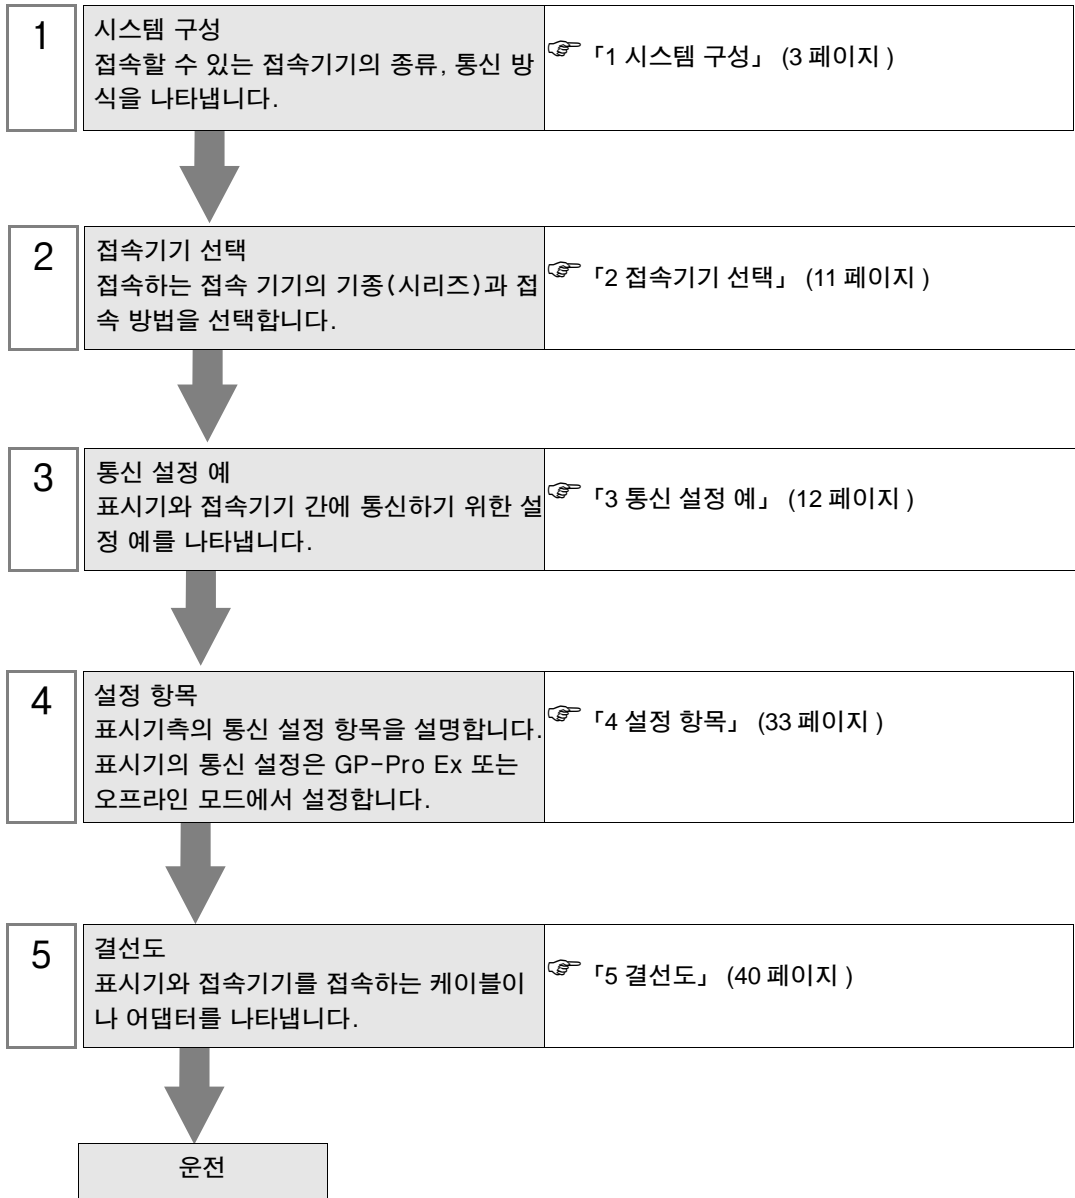 1
시스템 구성
접속할 수 있는 접속기기의 종류, 통신 방
식을 나타냅니다.
☞ 「1 시스템 구성」 (3 페이지 )
2
접속기기 선택
접속하는 접속 기기의 기종(시리즈)과 접
속 방법을 선택합니다.
☞ 「2 접속기기 선택」 (11 페이지 )
3
통신 설정 예
표시기와 접속기기 간에 통신하기 위한 설
정 예를 나타냅니다.
☞ 「3 통신 설정 예」 (12 페이지 )
4
설정 항목
표시기측의 통신 설정 항목을 설명합니다.
표시기의 통신 설정은 GP-Pro Ex 또는
오프라인 모드에서 설정합니다.
☞ 「4 설정 항목」 (33 페이지 )
5
결선도
표시기와 접속기기를 접속하는 케이블이
나 어댑터를 나타냅니다.
☞ 「5 결선도」 (40 페이지 )
운전